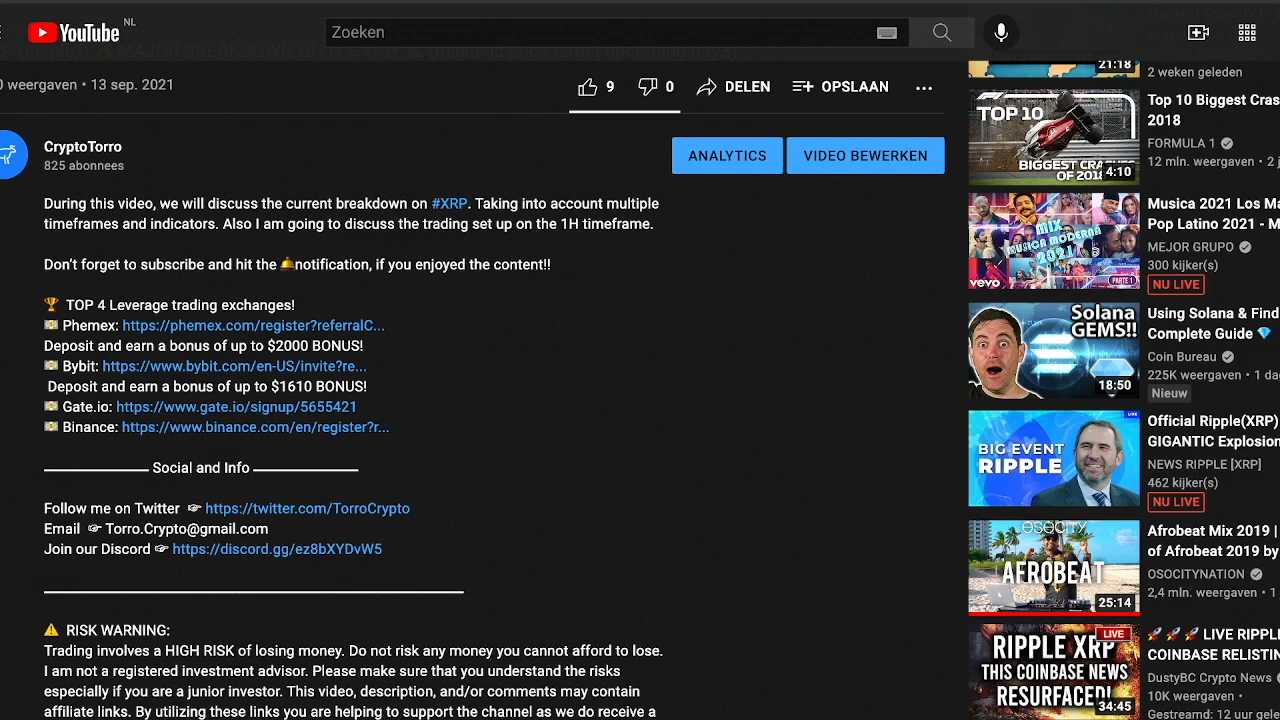 YouTube NL
Zoeken
0 weergaven • 13 sep. 2021
9
0
DELEN
OPSLAAN
CryptoTorro
825 abonnees
ANALYTICS
VIDEO BEWERKEN
During this video, we will discuss the current breakdown on #XRP. Taking into account multiple
timeframes and indicators. Also I am going to discuss the trading set up on the 1H timeframe.
Don't forget to subscribe and hit the 🛎notification, if you enjoyed the content!!
🏆 TOP 4 Leverage trading exchanges!
💵 Phemex: https://phemex.com/register?referralC...
Deposit and earn a bonus of up to $2000 BONUS!
💵 Bybit: https://www.bybit.com/en-US/invite?re...
Deposit and earn a bonus of up to $1610 BONUS!
💵 Gate.io: https://www.gate.io/signup/5655421
💵 Binance: https://www.binance.com/en/register?r...
Social and Info
Follow me on Twitter ☞ https://twitter.com/TorroCrypto
Email ☞ Torro.Crypto@gmail.com
Join our Discord ☞ https://discord.gg/ez8bXYDvW5
⚠ RISK WARNING:
Trading involves a HIGH RISK of losing money. Do not risk any money you cannot afford to lose.
I am not a registered investment advisor. Please make sure that you understand the risks
especially if you are a junior investor. This video, description, and/or comments may contain
affiliate links. By utilizing these links you are helping to support the channel as we do receive a
21:18
2 weken geleden
TOP 10
BIGGEST CRASHES
OF 2018
4:10
Top 10 Biggest Cras
2018
FORMULA 1
12 mln. weergaven • 2 j
MIX
MUSICA MODERNA
2021
vevo
PARTE 1
Musica 2021 Los Ma
Pop Latino 2021 - M
MEJOR GRUPO
300 kijker(s)
NU LIVE
Solana
GEMS!!
18:50
Using Solana & Find
Complete Guide 💎
Coin Bureau
225K weergaven • 1 da
Nieuw
LIVE
BIG EVENT
RIPPLE
Official Ripple(XRP)
GIGANTIC Explosion
NEWS RIPPLE [XRP]
462 kijker(s)
NU LIVE
OSOCITY
AFROBEAT
25:14
Afrobeat Mix 2019 |
of Afrobeat 2019 by
OSOCITYNATION
2,4 mln. weergaven • 1
LIVE
RIPPLE XRP
THIS COINBASE NEWS
RESURFACED!
34:45
🚀 🚀 🚀 LIVE RIPPL
COINBASE RELISTIN
DustyBC Crypto News
10K weergaven •
Gestreamd: 12 uur gele